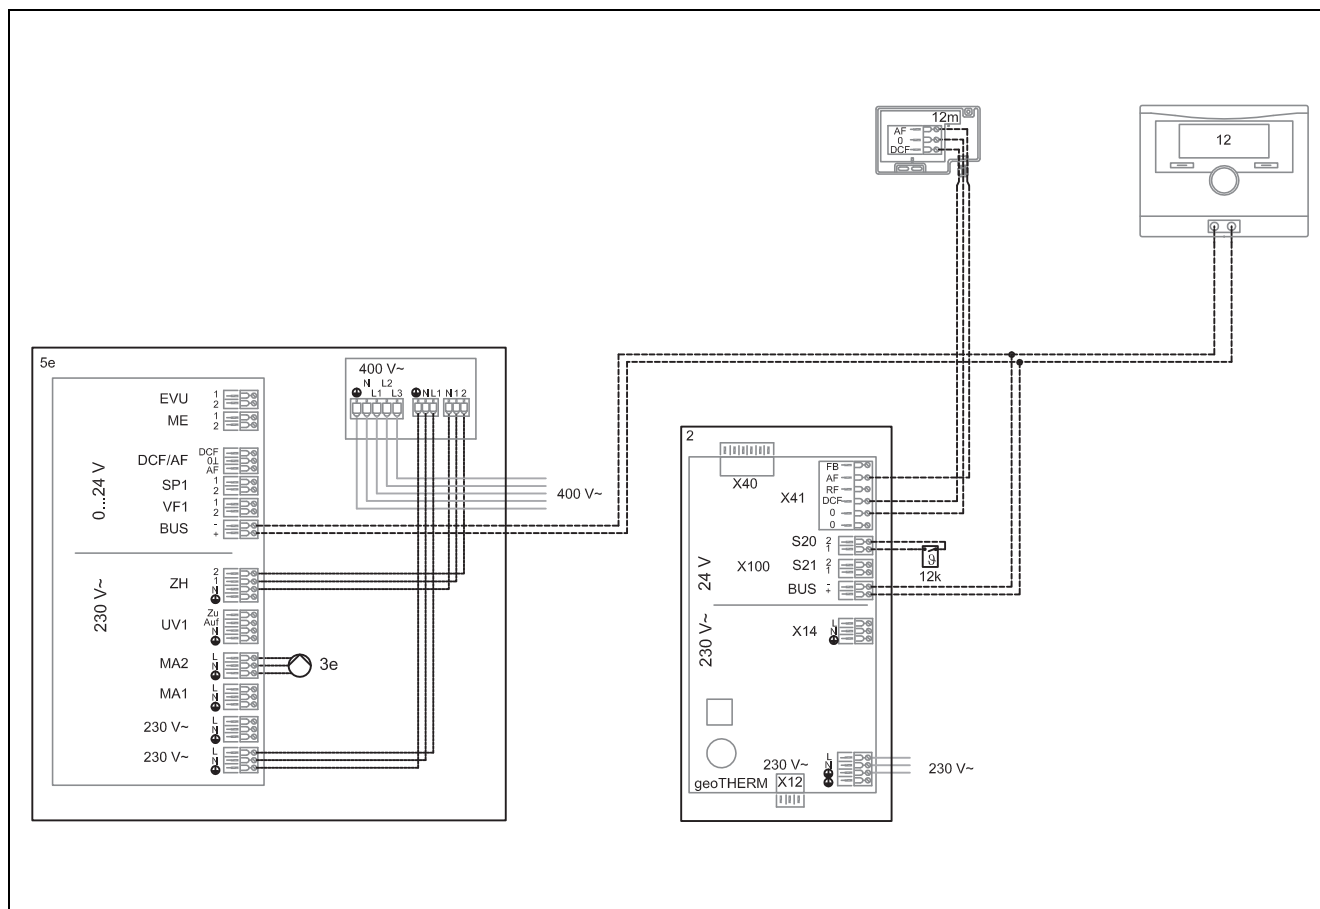 12m
AF
0
DCF
12
5e
400 V~
N L2
L1 L3
N L1
N 1 2
400 V~
0...24 V
EVU 1
2
ME 1
2
DCF/AF DCF
0⊥
AF
SP1 1
2
VF1 1
2
BUS -
+
230 V~
ZH 2
1
N
UV1 Zu
Auf
N
MA2 L
N
3e
MA1 L
N
230 V~ L
N
230 V~ L
N
2
X40
X41
FB
AF
RF
DCF
0
0
24 V
X100
S20 2
1
12k
S21 2
1
BUS -
+
230 V~
X14 L
N
230 V~
L
N
230 V~
geoTHERM
X12